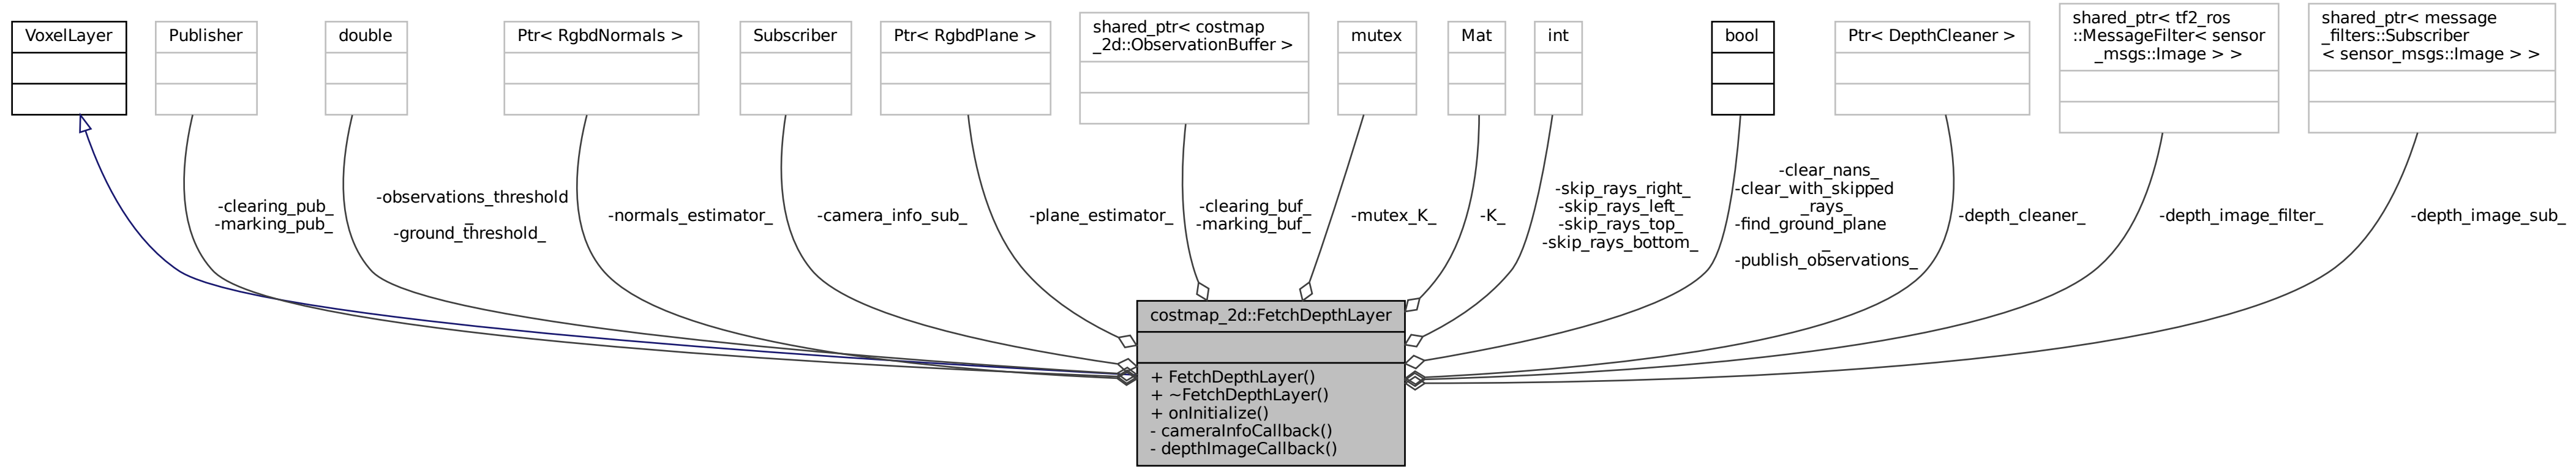 VoxelLayer
Publisher
double
Ptr< RgbdNormals >
Subscriber
Ptr< RgbdPlane >
shared_ptr< costmap
_2d::ObservationBuffer >
mutex
Mat
int
bool
Ptr< DepthCleaner >
shared_ptr< tf2_ros
::MessageFilter< sensor
_msgs::Image > >
shared_ptr< message
_filters::Subscriber
< sensor_msgs::Image > >
-clearing_pub_
-marking_pub_
-observations_threshold
_
-ground_threshold_
-normals_estimator_
-camera_info_sub_
-plane_estimator_
-clearing_buf_
-marking_buf_
-mutex_K_
-K_
-skip_rays_right_
-skip_rays_left_
-skip_rays_top_
-skip_rays_bottom_
-clear_nans_
-clear_with_skipped
_rays_
-find_ground_plane
_
-publish_observations_
-depth_cleaner_
-depth_image_filter_
-depth_image_sub_
costmap_2d::FetchDepthLayer
+ FetchDepthLayer()
+ ~FetchDepthLayer()
+ onInitialize()
- cameraInfoCallback()
- depthImageCallback()